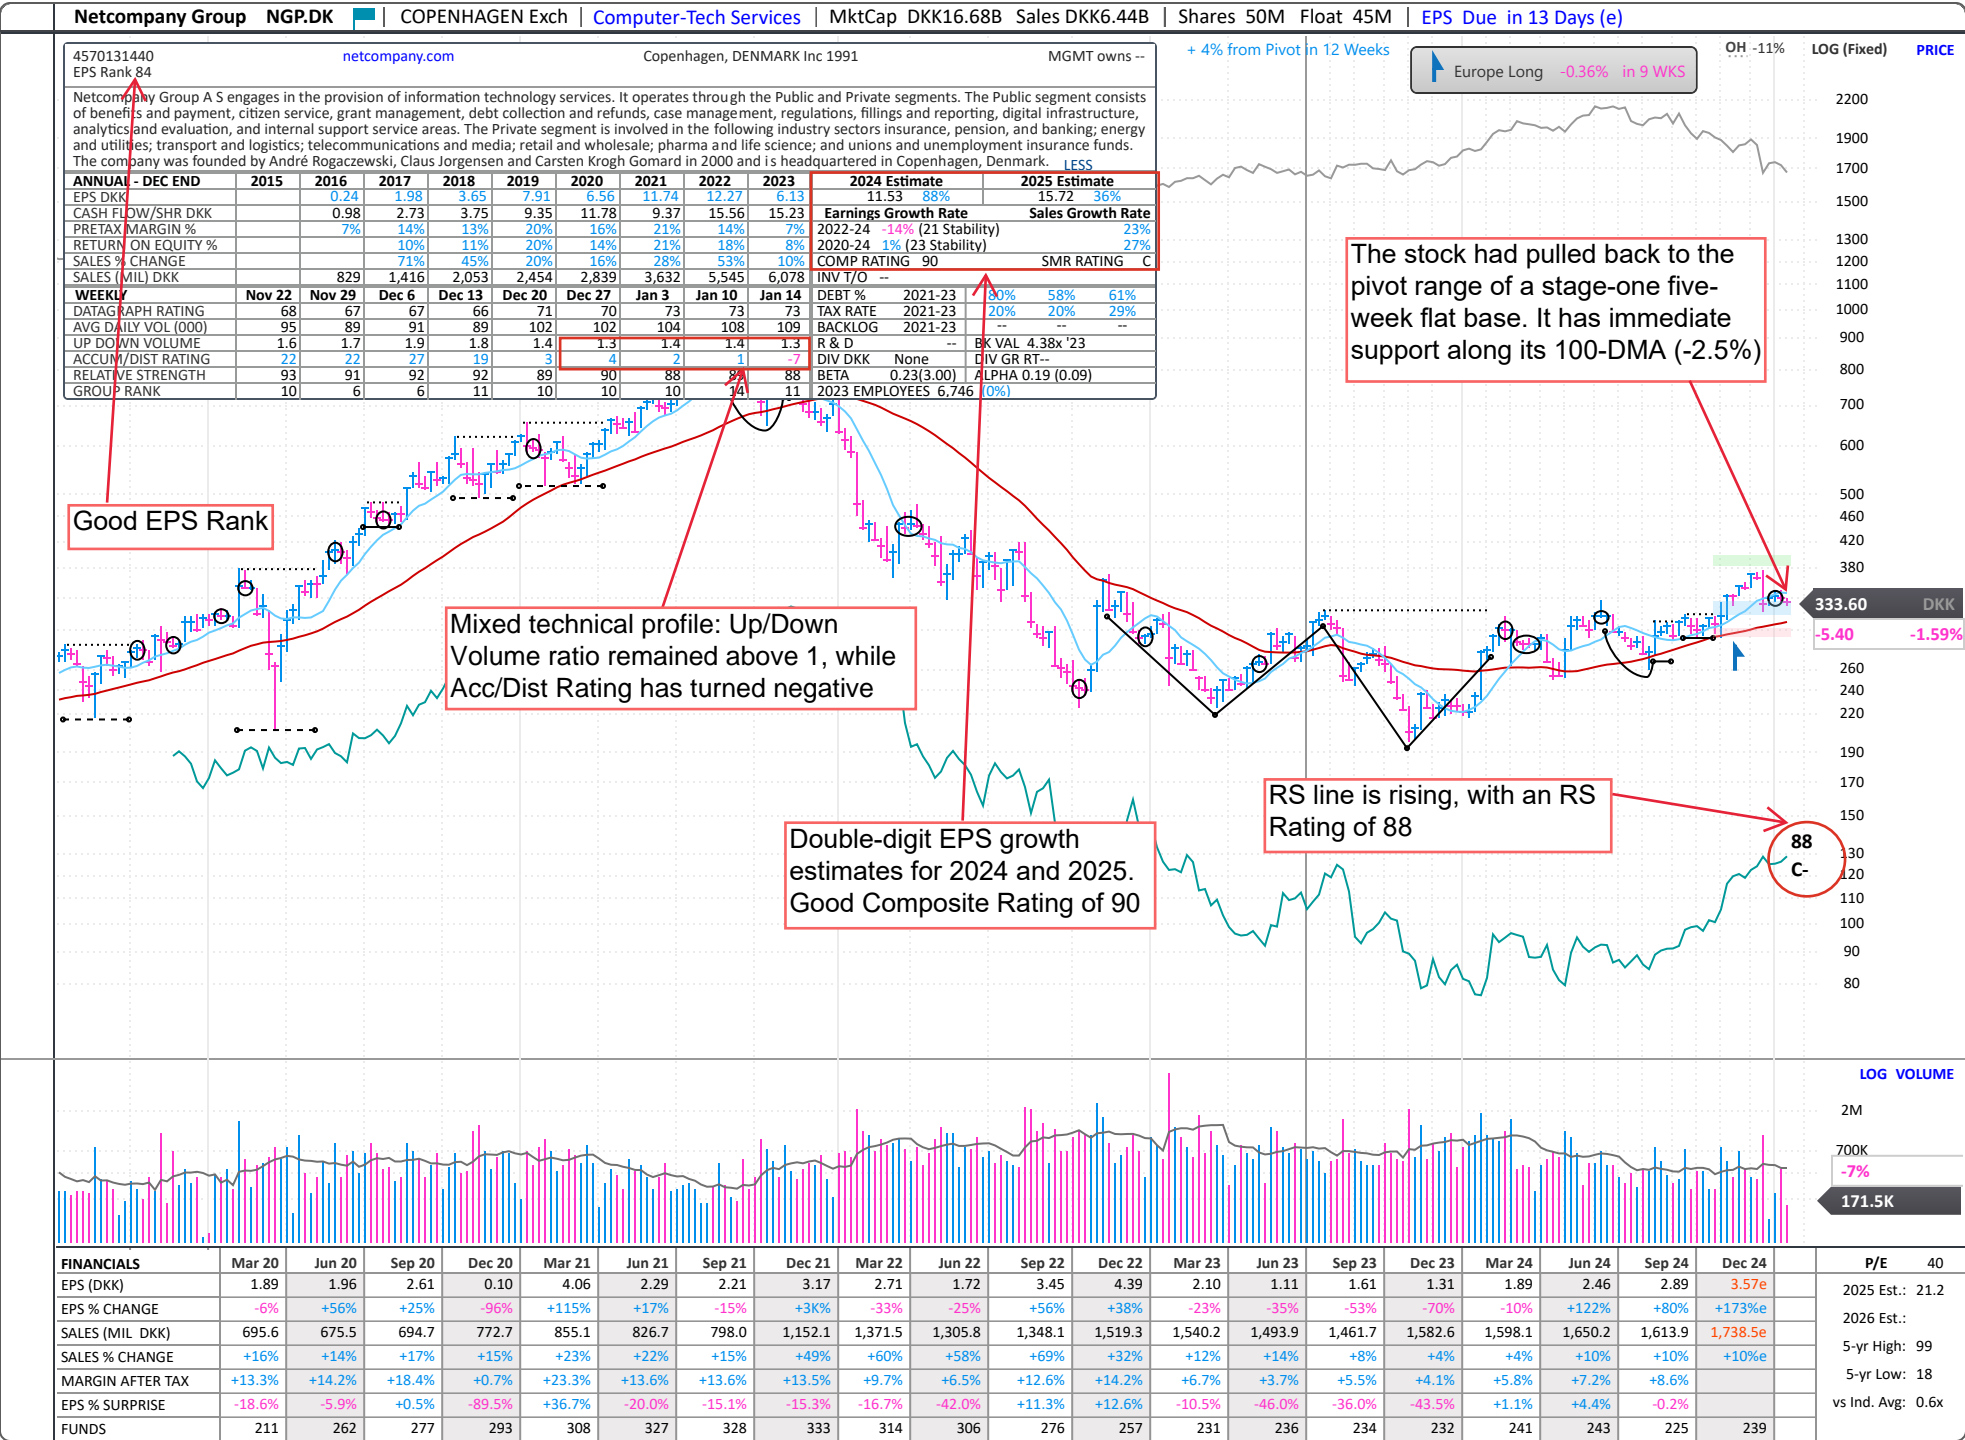 Netcompany Group NGP.DK COPENHAGEN Exch Computer-Tech Services MktCap DKK16.68B Sales DKK6.44B Shares 50M Float 45M EPS Due in 13 Days (e)
4570131440 netcompany.com Copenhagen, DENMARK Inc 1991 MGMT owns --
EPS Rank 84
Netcompany Group A S engages in the provision of information technology services. It operates through the Public and Private segments. The Public segment consists
of benefits and payment, citizen service, grant management, debt collection and refunds, case management, regulations, fillings and reporting, digital infrastructure,
analytics and evaluation, and internal support service areas. The Private segment is involved in the following industry sectors insurance, pension, and banking; energy
and utilities; transport and logistics; telecommunications and media; retail and wholesale; pharma and life science; and unions and unemployment insurance funds.
The company was founded by André Rogaczewski, Claus Jorgensen and Carsten Krogh Gomard in 2000 and is headquartered in Copenhagen, Denmark. LESS
ANNUAL - DEC END 2015 2016 2017 2018 2019 2020 2021 2022 2023 2024 Estimate 2025 Estimate
EPS DKK 0.24 1.98 3.65 7.91 6.56 11.74 12.27 6.13 11.53 88% 15.72 36%
CASH FLOW/SHR DKK 0.98 2.73 3.75 9.35 11.78 9.37 15.56 15.23 Earnings Growth Rate Sales Growth Rate
PRETAX MARGIN % 7% 14% 13% 20% 16% 21% 14% 7% 2022-24 -14% (21 Stability) 23%
RETURN ON EQUITY % 10% 11% 20% 14% 21% 18% 8% 2020-24 1% (23 Stability) 27%
SALES % CHANGE 71% 45% 20% 16% 28% 53% 10% COMP RATING 90 SMR RATING C
SALES (MIL) DKK 829 1,416 2,053 2,454 2,839 3,632 5,545 6,078 INV T/O --
WEEKLY Nov 22 Nov 29 Dec 6 Dec 13 Dec 20 Dec 27 Jan 3 Jan 10 Jan 14 DEBT % 2021-23 80% 58% 61%
DATAGRAPH RATING 68 67 67 66 71 70 73 73 73 TAX RATE 2021-23 20% 20% 29%
AVG DAILY VOL (000) 95 89 91 89 102 102 104 108 109 BACKLOG 2021-23 -- -- --
UP DOWN VOLUME 1.6 1.7 1.9 1.8 1.4 1.3 1.4 1.4 1.3 R & D -- BK VAL 4.38x '23
ACCUM/DIST RATING 22 22 27 19 3 4 2 1 -7 DIV DKK None DIV GR RT--
RELATIVE STRENGTH 93 91 92 92 89 90 88 88 BETA 0.23(3.00) ALPHA 0.19 (0.09)
GROUP RANK 10 6 6 11 10 10 10 14 11 2023 EMPLOYEES 6,746 (0%)
+ 4% from Pivot in 12 Weeks
Europe Long -0.36% in 9 WKS
OH -11%
LOG (Fixed) PRICE
2200
1900
1700
1500
1300
1200
1100
1000
900
800
700
600
500
460
420
380
333.60 DKK
-5.40 -1.59%
260
240
220
190
170
150
130
120
110
100
90
80
The stock had pulled back to the
pivot range of a stage-one five-
week flat base. It has immediate
support along its 100-DMA (-2.5%)
Good EPS Rank
Mixed technical profile: Up/Down
Volume ratio remained above 1, while
Acc/Dist Rating has turned negative
Double-digit EPS growth
estimates for 2024 and 2025.
Good Composite Rating of 90
RS line is rising, with an RS
Rating of 88
88
C-
LOG VOLUME
2M
700K
-7%
171.5K
FINANCIALS Mar 20 Jun 20 Sep 20 Dec 20 Mar 21 Jun 21 Sep 21 Dec 21 Mar 22 Jun 22 Sep 22 Dec 22 Mar 23 Jun 23 Sep 23 Dec 23 Mar 24 Jun 24 Sep 24 Dec 24
EPS (DKK) 1.89 1.96 2.61 0.10 4.06 2.29 2.21 3.17 2.71 1.72 3.45 4.39 2.10 1.11 1.61 1.31 1.89 2.46 2.89 3.57e
EPS % CHANGE -6% +56% +25% -96% +115% +17% -15% +3K% -33% -25% +56% +38% -23% -35% -53% -70% -10% +122% +80% +173%e
SALES (MIL DKK) 695.6 675.5 694.7 772.7 855.1 826.7 798.0 1,152.1 1,371.5 1,305.8 1,348.1 1,519.3 1,540.2 1,493.9 1,461.7 1,582.6 1,598.1 1,650.2 1,613.9 1,738.5e
SALES % CHANGE +16% +14% +17% +15% +23% +22% +15% +49% +60% +58% +69% +32% +12% +14% +8% +4% +4% +10% +10% +10%e
MARGIN AFTER TAX +13.3% +14.2% +18.4% +0.7% +23.3% +13.6% +13.6% +13.5% +9.7% +6.5% +12.6% +14.2% +6.7% +3.7% +5.5% +4.1% +5.8% +7.2% +8.6%
EPS % SURPRISE -18.6% -5.9% +0.5% -89.5% +36.7% -20.0% -15.1% -15.3% -16.7% -42.0% +11.3% +12.6% -10.5% -46.0% -36.0% -43.5% +1.1% +4.4% -0.2%
FUNDS 211 262 277 293 308 327 328 333 314 306 276 257 231 236 234 232 241 243 225 239
P/E 40
2025 Est.: 21.2
2026 Est.:
5-yr High: 99
5-yr Low: 18
vs Ind. Avg: 0.6x